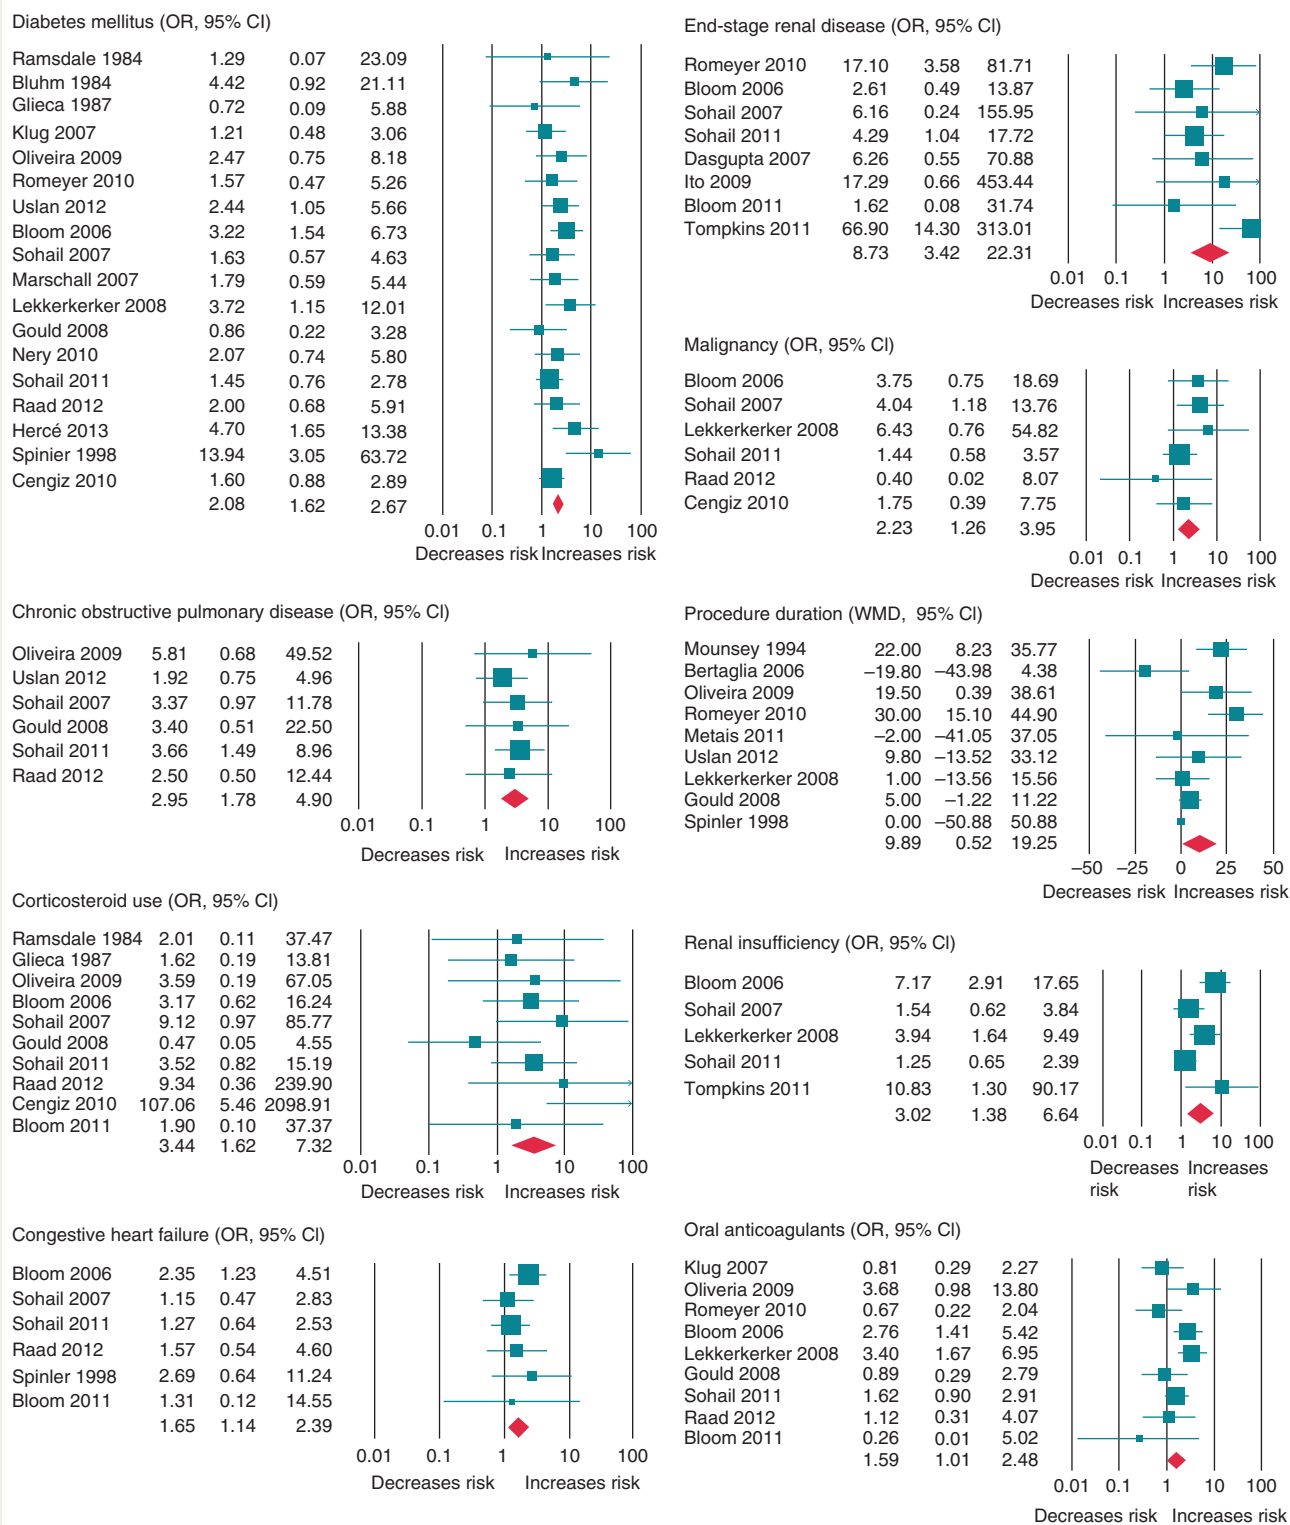 Diabetes mellitus (OR, 95% CI)
Ramsdale 1984 1.29 0.07 23.09
Bluhm 1984 4.42 0.92 21.11
Glieca 1987 0.72 0.09 5.88
Klug 2007 1.21 0.48 3.06
Oliveira 2009 2.47 0.75 8.18
Romeyer 2010 1.57 0.47 5.26
Uslan 2012 2.44 1.05 5.66
Bloom 2006 3.22 1.54 6.73
Sohail 2007 1.63 0.57 4.63
Marschall 2007 1.79 0.59 5.44
Lekkerkerker 2008 3.72 1.15 12.01
Gould 2008 0.86 0.22 3.28
Nery 2010 2.07 0.74 5.80
Sohail 2011 1.45 0.76 2.78
Raad 2012 2.00 0.68 5.91
Hercé 2013 4.70 1.65 13.38
Spinier 1998 13.94 3.05 63.72
Cengiz 2010 1.60 0.88 2.89
2.08 1.62 2.67
0.01 0.1 1 10 100
Decreases risk Increases risk
Chronic obstructive pulmonary disease (OR, 95% CI)
Oliveira 2009 5.81 0.68 49.52
Uslan 2012 1.92 0.75 4.96
Sohail 2007 3.37 0.97 11.78
Gould 2008 3.40 0.51 22.50
Sohail 2011 3.66 1.49 8.96
Raad 2012 2.50 0.50 12.44
2.95 1.78 4.90
0.01 0.1 1 10 100
Decreases risk Increases risk
Corticosteroid use (OR, 95% CI)
Ramsdale 1984 2.01 0.11 37.47
Glieca 1987 1.62 0.19 13.81
Oliveira 2009 3.59 0.19 67.05
Bloom 2006 3.17 0.62 16.24
Sohail 2007 9.12 0.97 85.77
Gould 2008 0.47 0.05 4.55
Sohail 2011 3.52 0.82 15.19
Raad 2012 9.34 0.36 239.90
Cengiz 2010 107.06 5.46 2098.91
Bloom 2011 1.90 0.10 37.37
3.44 1.62 7.32
0.01 0.1 1 10 100
Decreases risk Increases risk
Congestive heart failure (OR, 95% CI)
Bloom 2006 2.35 1.23 4.51
Sohail 2007 1.15 0.47 2.83
Sohail 2011 1.27 0.64 2.53
Raad 2012 1.57 0.54 4.60
Spinler 1998 2.69 0.64 11.24
Bloom 2011 1.31 0.12 14.55
1.65 1.14 2.39
0.01 0.1 1 10 100
Decreases risk Increases risk
End-stage renal disease (OR, 95% CI)
Romeyer 2010 17.10 3.58 81.71
Bloom 2006 2.61 0.49 13.87
Sohail 2007 6.16 0.24 155.95
Sohail 2011 4.29 1.04 17.72
Dasgupta 2007 6.26 0.55 70.88
Ito 2009 17.29 0.66 453.44
Bloom 2011 1.62 0.08 31.74
Tompkins 2011 66.90 14.30 313.01
8.73 3.42 22.31
0.01 0.1 1 10 100
Decreases risk Increases risk
Malignancy (OR, 95% CI)
Bloom 2006 3.75 0.75 18.69
Sohail 2007 4.04 1.18 13.76
Lekkerkerker 2008 6.43 0.76 54.82
Sohail 2011 1.44 0.58 3.57
Raad 2012 0.40 0.02 8.07
Cengiz 2010 1.75 0.39 7.75
2.23 1.26 3.95
0.01 0.1 1 10 100
Decreases risk Increases risk
Procedure duration (WMD, 95% CI)
Mounsey 1994 22.00 8.23 35.77
Bertaglia 2006 −19.80 −43.98 4.38
Oliveira 2009 19.50 0.39 38.61
Romeyer 2010 30.00 15.10 44.90
Metais 2011 −2.00 −41.05 37.05
Uslan 2012 9.80 −13.52 33.12
Lekkerkerker 2008 1.00 −13.56 15.56
Gould 2008 5.00 −1.22 11.22
Spinler 1998 0.00 −50.88 50.88
9.89 0.52 19.25
−50 −25 0 25 50
Decreases risk Increases risk
Renal insufficiency (OR, 95% CI)
Bloom 2006 7.17 2.91 17.65
Sohail 2007 1.54 0.62 3.84
Lekkerkerker 2008 3.94 1.64 9.49
Sohail 2011 1.25 0.65 2.39
Tompkins 2011 10.83 1.30 90.17
3.02 1.38 6.64
0.01 0.1 1 10 100
Decreases Increases
risk risk
Oral anticoagulants (OR, 95% CI)
Klug 2007 0.81 0.29 2.27
Oliveria 2009 3.68 0.98 13.80
Romeyer 2010 0.67 0.22 2.04
Bloom 2006 2.76 1.41 5.42
Lekkerkerker 2008 3.40 1.67 6.95
Gould 2008 0.89 0.29 2.79
Sohail 2011 1.62 0.90 2.91
Raad 2012 1.12 0.31 4.07
Bloom 2011 0.26 0.01 5.02
1.59 1.01 2.48
0.01 0.1 1 10 100
Decreases risk Increases risk